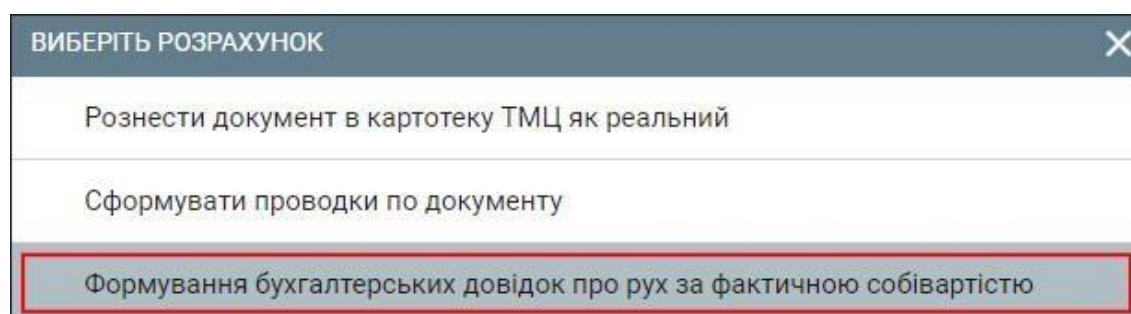 ВИБЕРІТЬ РОЗРАХУНОК
Рознести документ в картотеку ТМЦ як реальний
Сформувати проводки по документу
Формування бухгалтерських довідок про рух за фактичною собівартістю